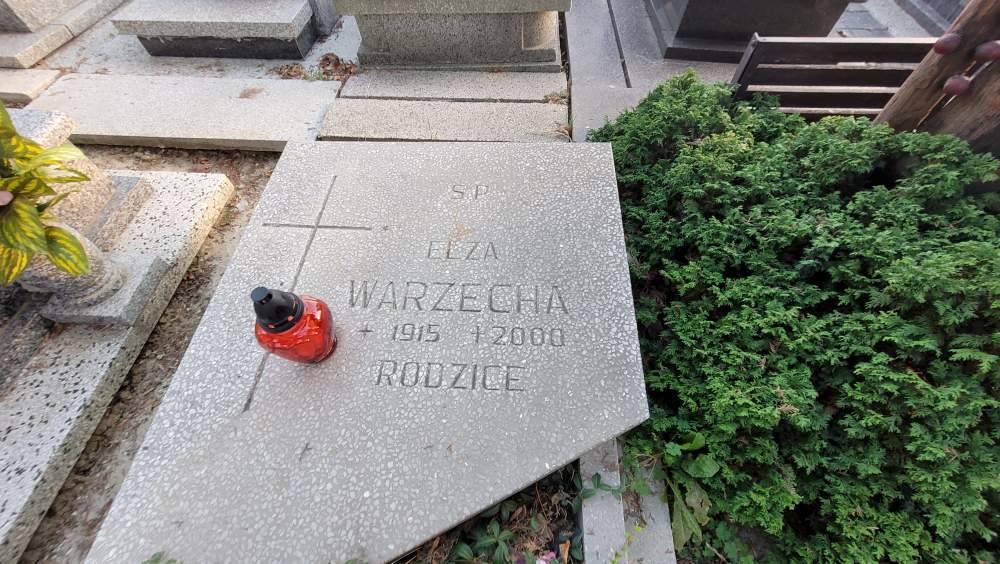 S.P.
ELZA
WARZECHA
+ 1915 +2000
RODZICE